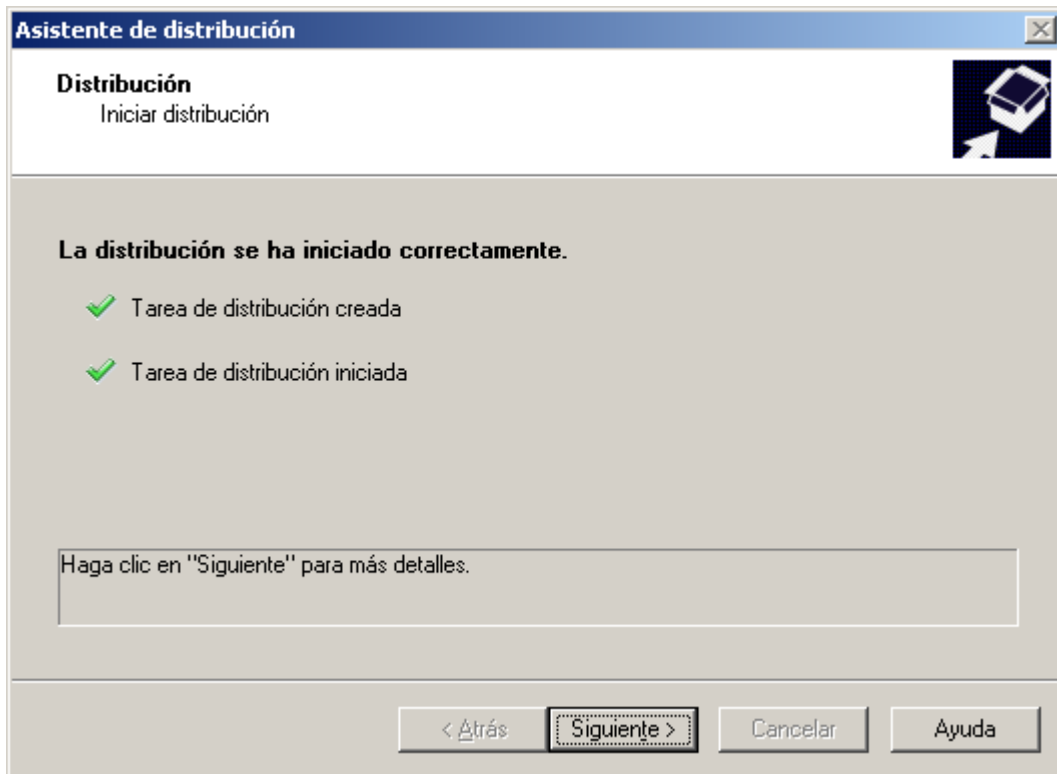 Asistente de distribución
Distribución
Iniciar distribución
La distribución se ha iniciado correctamente.
Tarea de distribución creada
Tarea de distribución iniciada
Haga clic en "Siguiente" para más detalles.
< Atrás Siguiente > Cancelar Ayuda